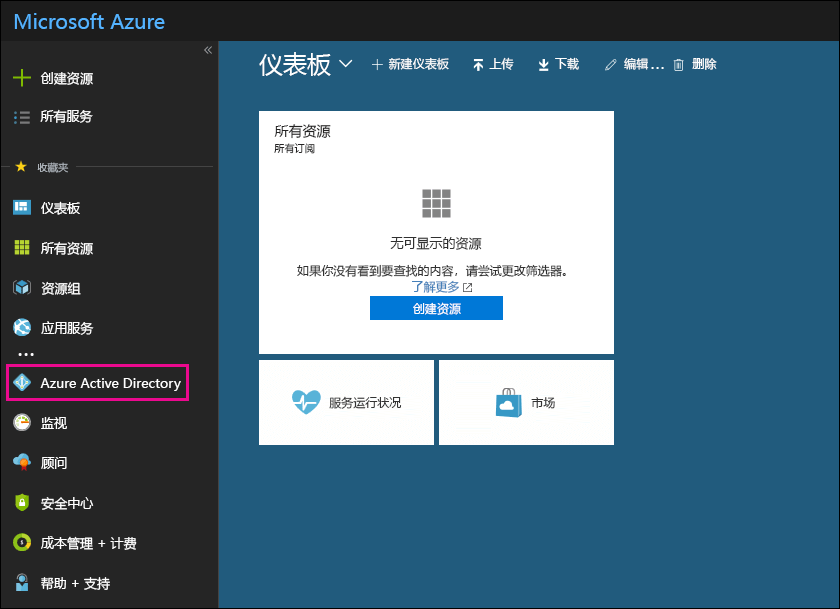 Microsoft Azure
«
创建资源
所有服务
收藏夹
仪表板
所有资源
资源组
应用服务
...
Azure Active Directory
监视
顾问
安全中心
成本管理 + 计费
帮助 + 支持
仪表板 新建仪表板 上传 下载 编辑... 删除
所有资源
所有订阅
无可显示的资源
如果你没有看到要查找的内容，请尝试更改筛选器。
了解更多
创建资源
服务运行状况
市场